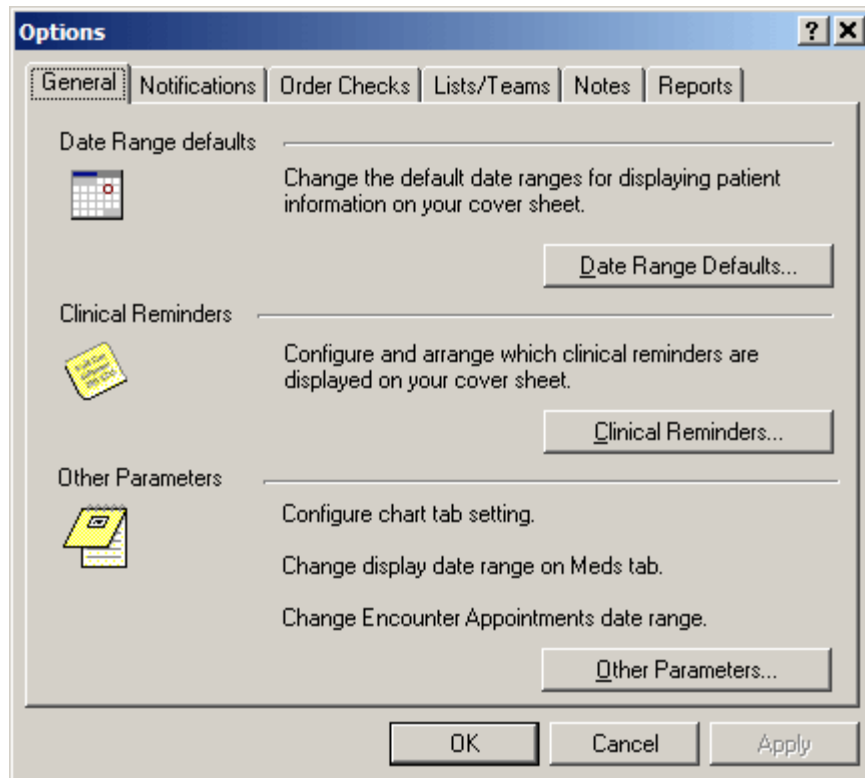 Options
General Notifications Order Checks Lists/Teams Notes Reports
Date Range defaults
Change the default date ranges for displaying patient
information on your cover sheet.
Date Range Defaults...
Clinical Reminders
Configure and arrange which clinical reminders are
displayed on your cover sheet.
Clinical Reminders...
Other Parameters
Configure chart tab setting.
Change display date range on Meds tab.
Change Encounter Appointments date range.
Other Parameters...
OK Cancel Apply